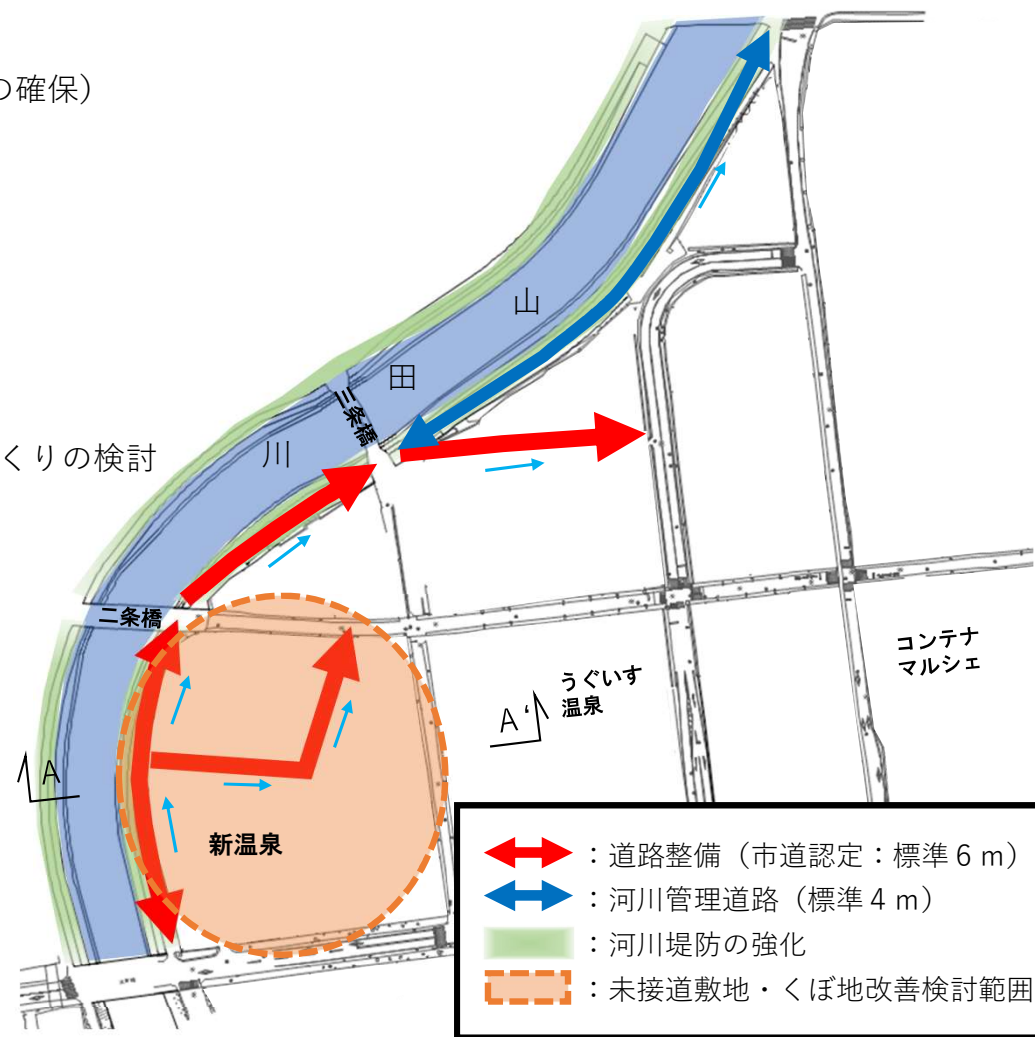 の確保）
山
田
三条橋
川
くりの検討
二条橋
コンテナ
マルシェ
うぐいす
温泉
A'
A
新温泉
：道路整備（市道認定：標準６ｍ）
：河川管理道路（標準４ｍ）
：河川堤防の強化
：未接道敷地・くぼ地改善検討範囲